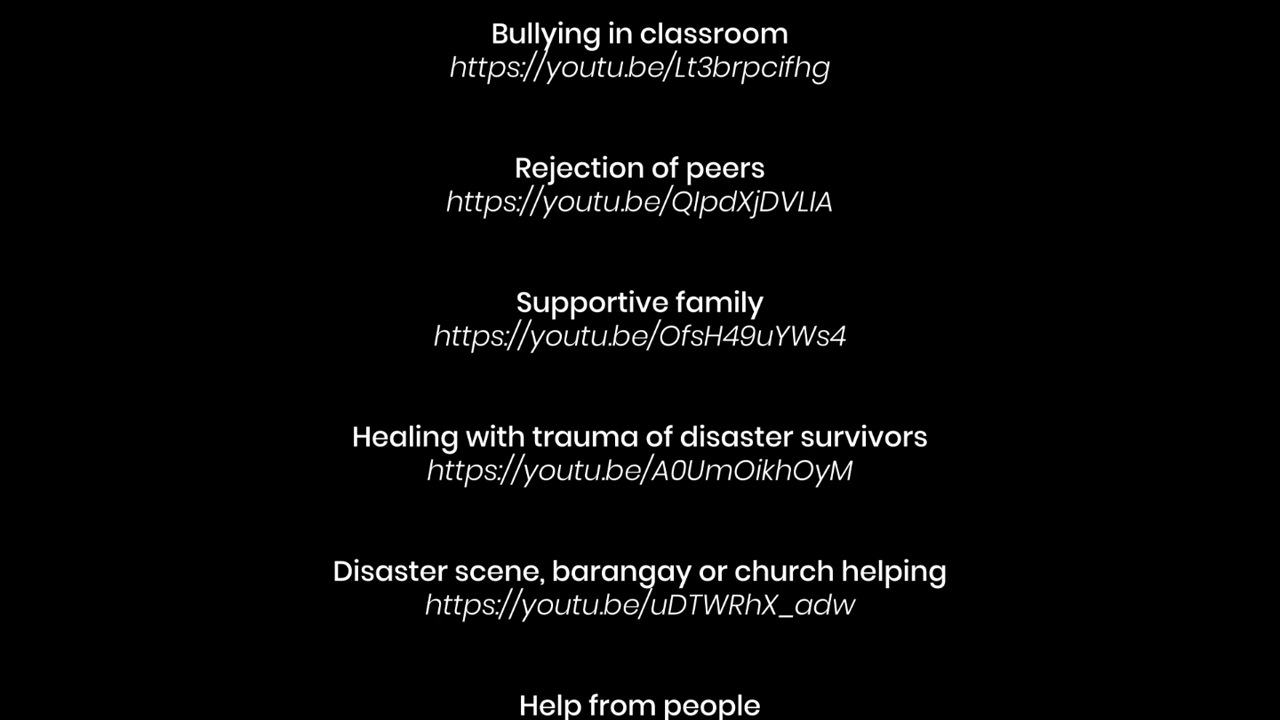 Bullying in classroom
https://youtu.be/Lt3brpcifhg
Rejection of peers
https://youtu.be/QIpdXjDVLIA
Supportive family
https://youtu.be/OfsH49uYWs4
Healing with trauma of disaster survivors
https://youtu.be/A0UmOikhOyM
Disaster scene, barangay or church helping
https://youtu.be/uDTWRhX_adw
Help from people